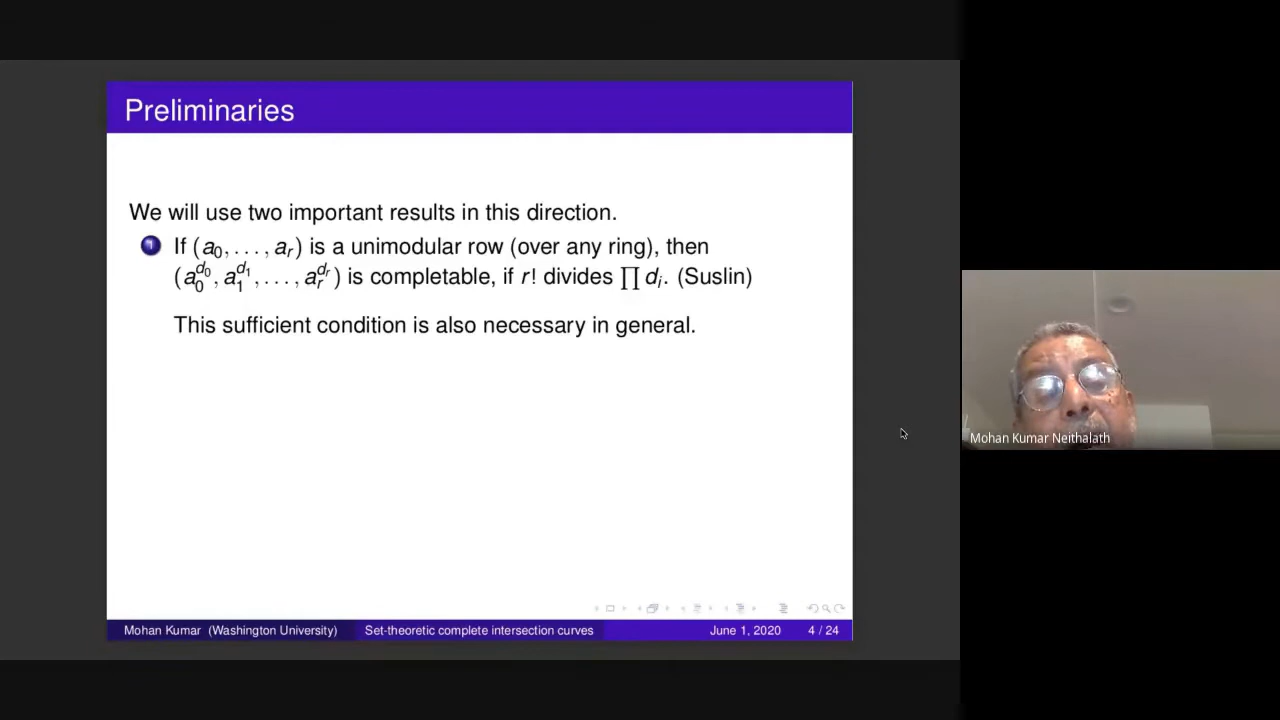 Preliminaries
We will use two important results in this direction.
1 If (a₀, . . . , aᵣ) is a unimodular row (over any ring), then
(a₀^{d₀}, a₁^{d₁}, . . . , aᵣ^{dᵣ}) is completable, if r! divides ∏ dᵢ. (Suslin)
This sufficient condition is also necessary in general.
Mohan Kumar Neithalath
Mohan Kumar (Washington University) Set-theoretic complete intersection curves June 1, 2020 4 / 24